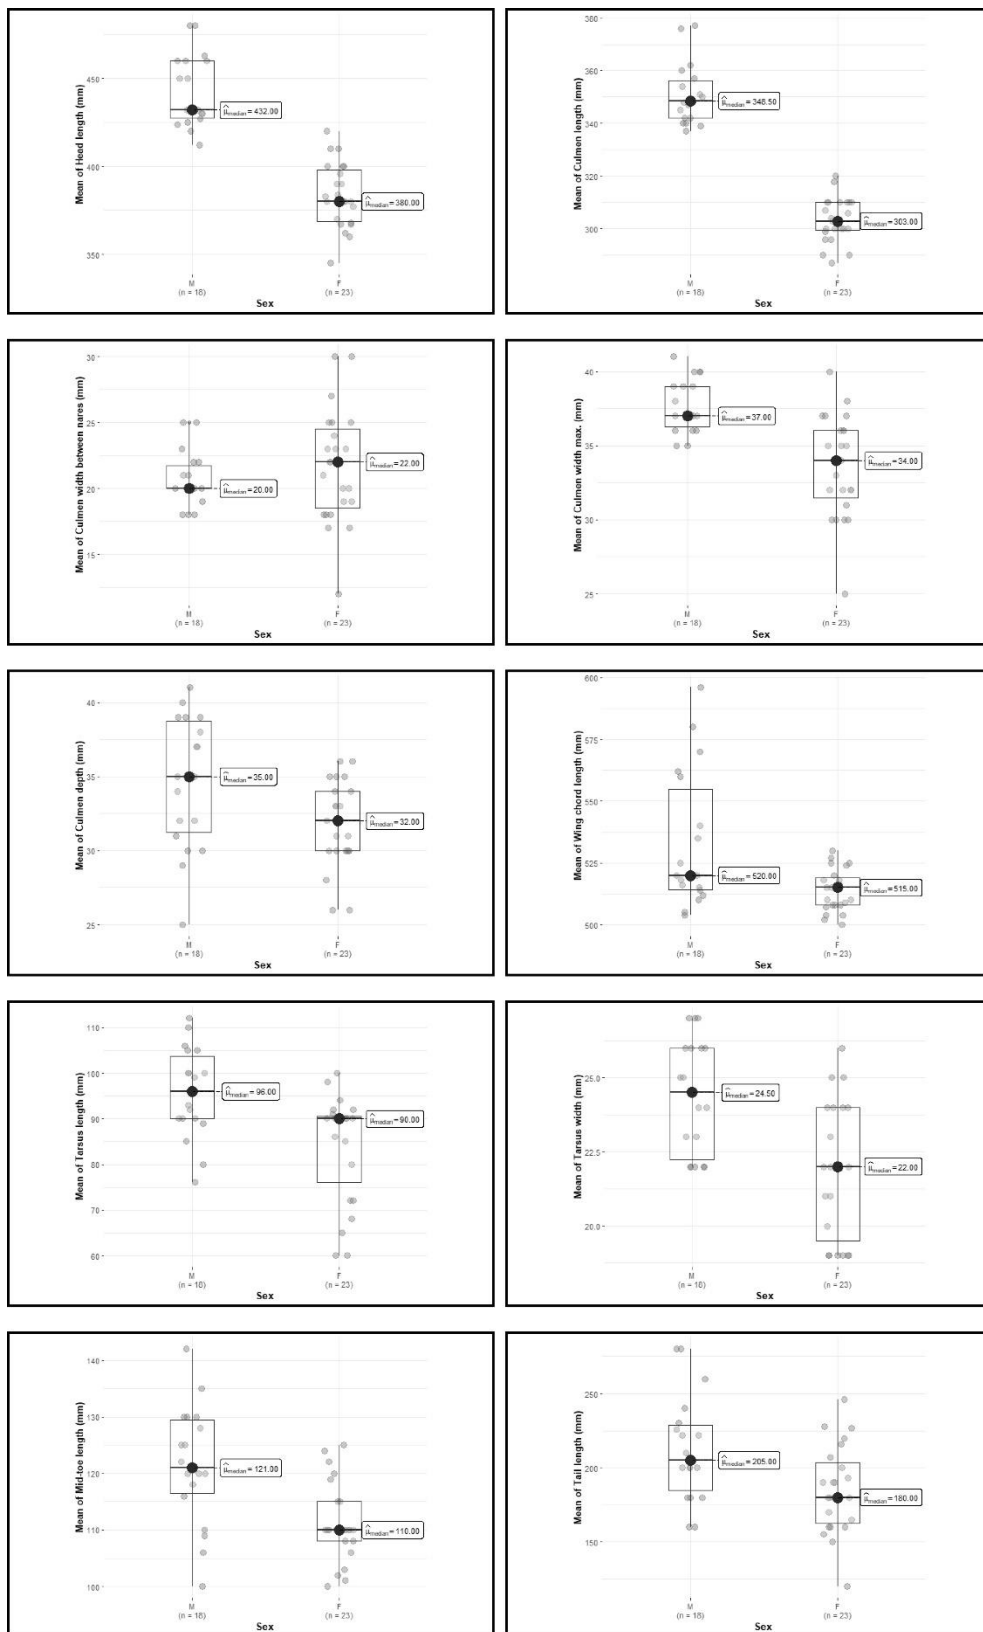 Mean of Head length (mm)
450
400
350
μ̂median = 432.00
μ̂median = 380.00
M
(n = 18)
F
(n = 23)
Sex
Mean of Culmen length (mm)
380
360
340
320
300
μ̂median = 348.50
μ̂median = 303.00
M
(n = 18)
F
(n = 23)
Sex
Mean of Culmen width between nares (mm)
30
25
20
15
μ̂median = 20.00
μ̂median = 22.00
M
(n = 18)
F
(n = 23)
Sex
Mean of Culmen width max. (mm)
40
35
30
25
μ̂median = 37.00
μ̂median = 34.00
M
(n = 18)
F
(n = 23)
Sex
Mean of Culmen depth (mm)
40
35
30
25
μ̂median = 35.00
μ̂median = 32.00
M
(n = 18)
F
(n = 23)
Sex
Mean of Wing chord length (mm)
600
575
550
525
500
μ̂median = 520.00
μ̂median = 515.00
M
(n = 18)
F
(n = 23)
Sex
Mean of Tarsus length (mm)
110
100
90
80
70
60
μ̂median = 96.00
μ̂median = 90.00
M
(n = 18)
F
(n = 23)
Sex
Mean of Tarsus width (mm)
25.0
22.5
20.0
μ̂median = 24.50
μ̂median = 22.00
M
(n = 18)
F
(n = 23)
Sex
Mean of Mid-toe length (mm)
140
130
120
110
100
μ̂median = 121.00
μ̂median = 110.00
M
(n = 18)
F
(n = 23)
Sex
Mean of Tail length (mm)
250
200
150
μ̂median = 205.00
μ̂median = 180.00
M
(n = 18)
F
(n = 23)
Sex